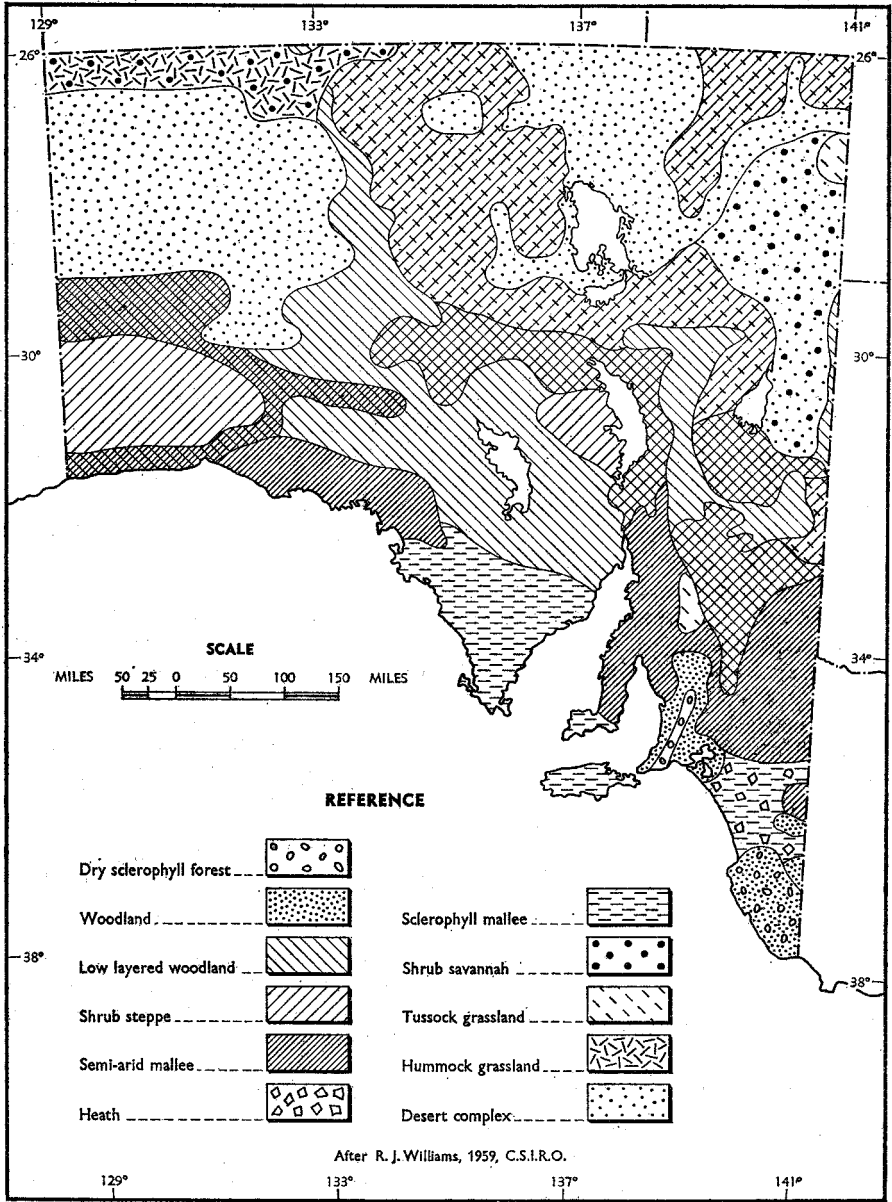 129° 133° 137° 141°
26° 26°
30° 30°
34° 34°
38° 38°
SCALE
MILES 50 25 0 50 100 150 MILES
REFERENCE
Dry sclerophyll forest
Woodland
Low layered woodland
Shrub steppe
Semi-arid mallee
Heath
Sclerophyll mallee
Shrub savannah
Tussock grassland
Hummock grassland
Desert complex
After R. J. Williams, 1959, C.S.I.R.O.
129° 133° 137° 141°